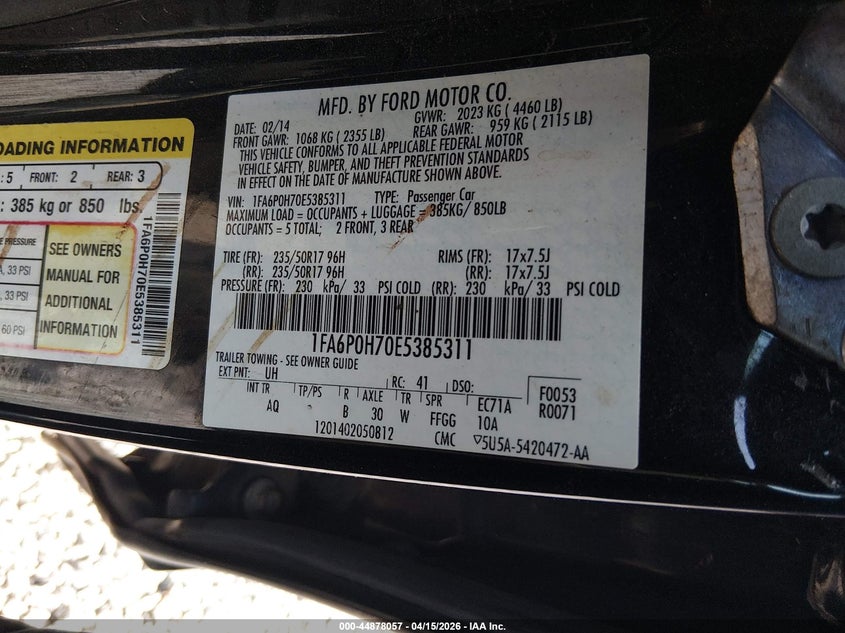 OADING INFORMATION
: 5 FRONT: 2 REAR: 3
: 385 kg or 850 lbs.
PRESSURE
, 33 PSI
, 33 PSI
60 PSI
SEE OWNERS
MANUAL FOR
ADDITIONAL
INFORMATION
1FA6P0H70E5385311
MFD. BY FORD MOTOR CO.
DATE: 02/14 GVWR: 2023 KG ( 4460 LB)
FRONT GAWR: 1068 KG ( 2355 LB) REAR GAWR: 959 KG ( 2115 LB)
THIS VEHICLE CONFORMS TO ALL APPLICABLE FEDERAL MOTOR
VEHICLE SAFETY, BUMPER, AND THEFT PREVENTION STANDARDS
IN EFFECT ON THE DATE OF MANUFACTURE SHOWN ABOVE.
VIN: 1FA6P0H70E5385311 TYPE: Passenger Car
MAXIMUM LOAD = OCCUPANTS + LUGGAGE = 385KG/ 850LB
OCCUPANTS = 5 TOTAL; 2 FRONT, 3 REAR
TIRE (FR): 235/50R17 96H RIMS (FR): 17x7.5J
(RR): 235/50R17 96H (RR): 17x7.5J
PRESSURE (FR): 230 kPa/ 33 PSI COLD (RR): 230 kPa/ 33 PSI COLD
1FA6P0H70E5385311
TRAILER TOWING - SEE OWNER GUIDE
EXT PNT: UH RC: 41 DSO: F0053
INT TR TP/PS R AXLE TR SPR EC71A R0071
AQ B 30 W FFGG 10A
1201402050812 CMC ▽5U5A-5420472-AA
000-44878057 - 04/15/2026 - IAA Inc.